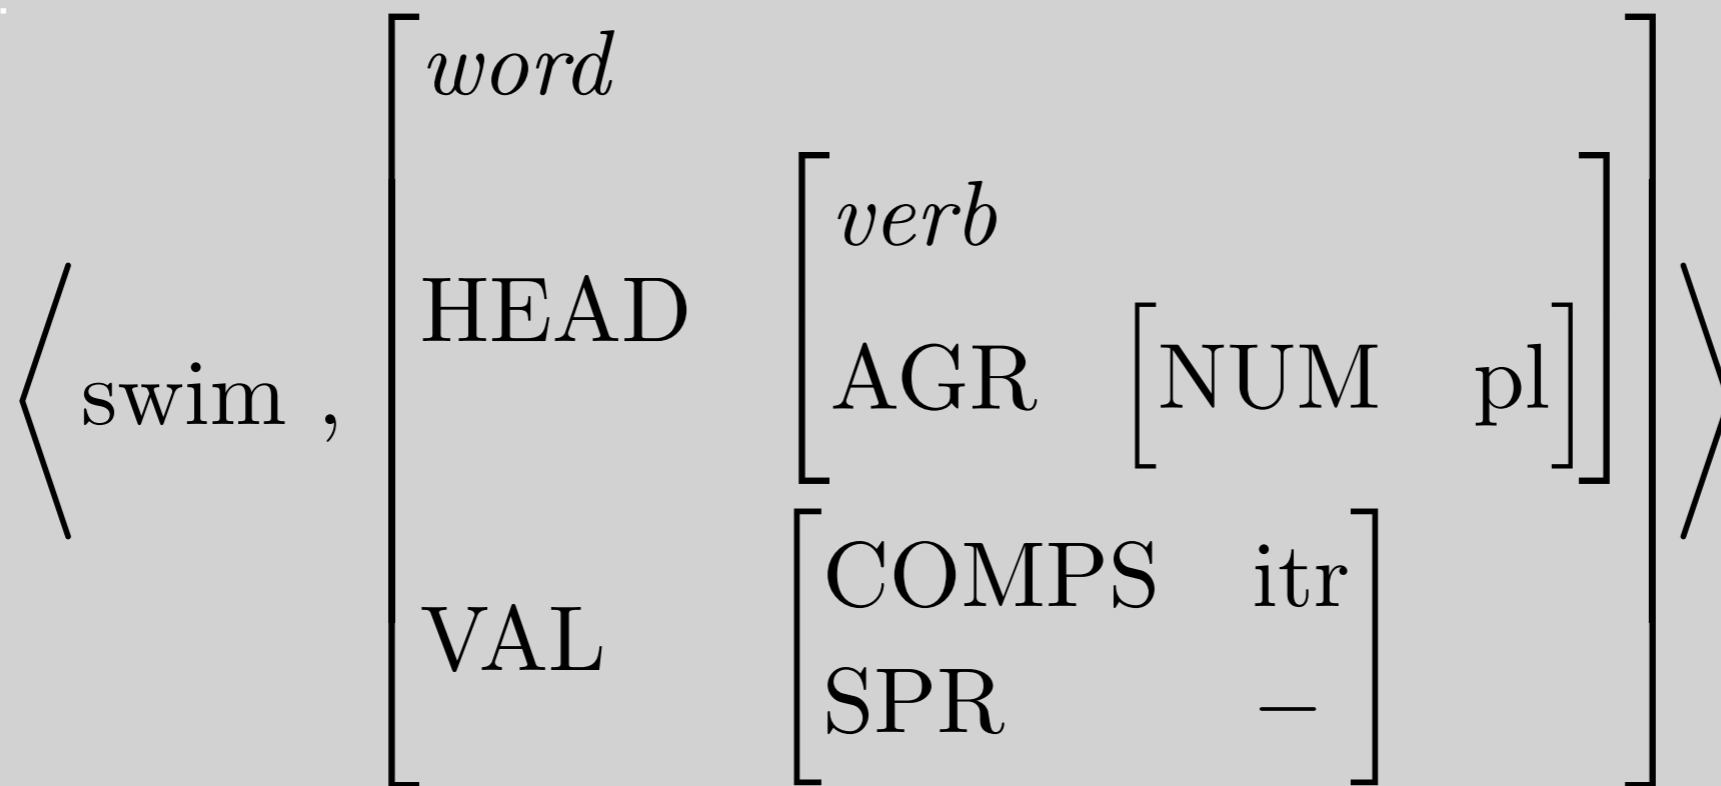 word
verb
HEAD
AGR [NUM pl]
⟨ swim ,
COMPS itr
VAL
SPR −